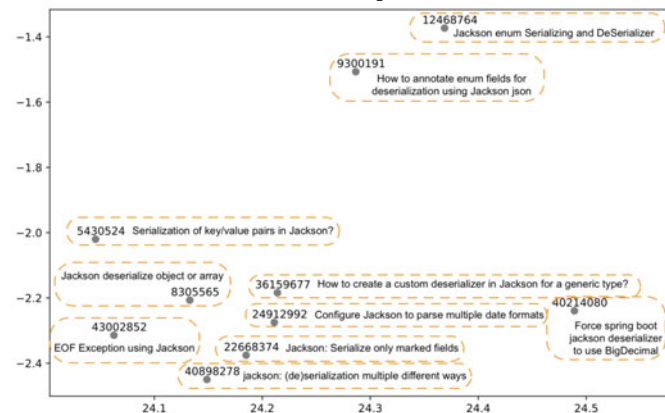 12468764
Jackson enum Serializing and DeSerializer
−1.4
9300191
How to annotate enum fields for
deserialization using Jackson json
−1.6
−1.8
−2.0
5430524 Serialization of key/value pairs in Jackson?
Jackson deserialize object or array
8305565
36159677 How to create a custom deserializer in Jackson for a generic type?
−2.2
40214080
24912992 Configure Jackson to parse multiple date formats
43002852
EOF Exception using Jackson
Force spring boot
jackson deserializer
to use BigDecimal
22668374 Jackson: Serialize only marked fields
−2.4
40898278 jackson: (de)serialization multiple different ways
24.1 24.2 24.3 24.4 24.5